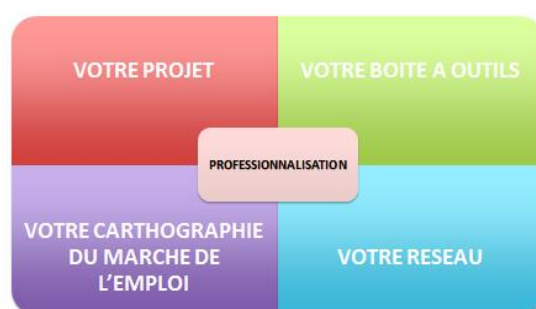 VOTRE PROJET
VOTRE BOITE A OUTILS
PROFESSIONNALISATION
VOTRE CARTHOGRAPHIE
DU MARCHE DE
L'EMPLOI
VOTRE RESEAU